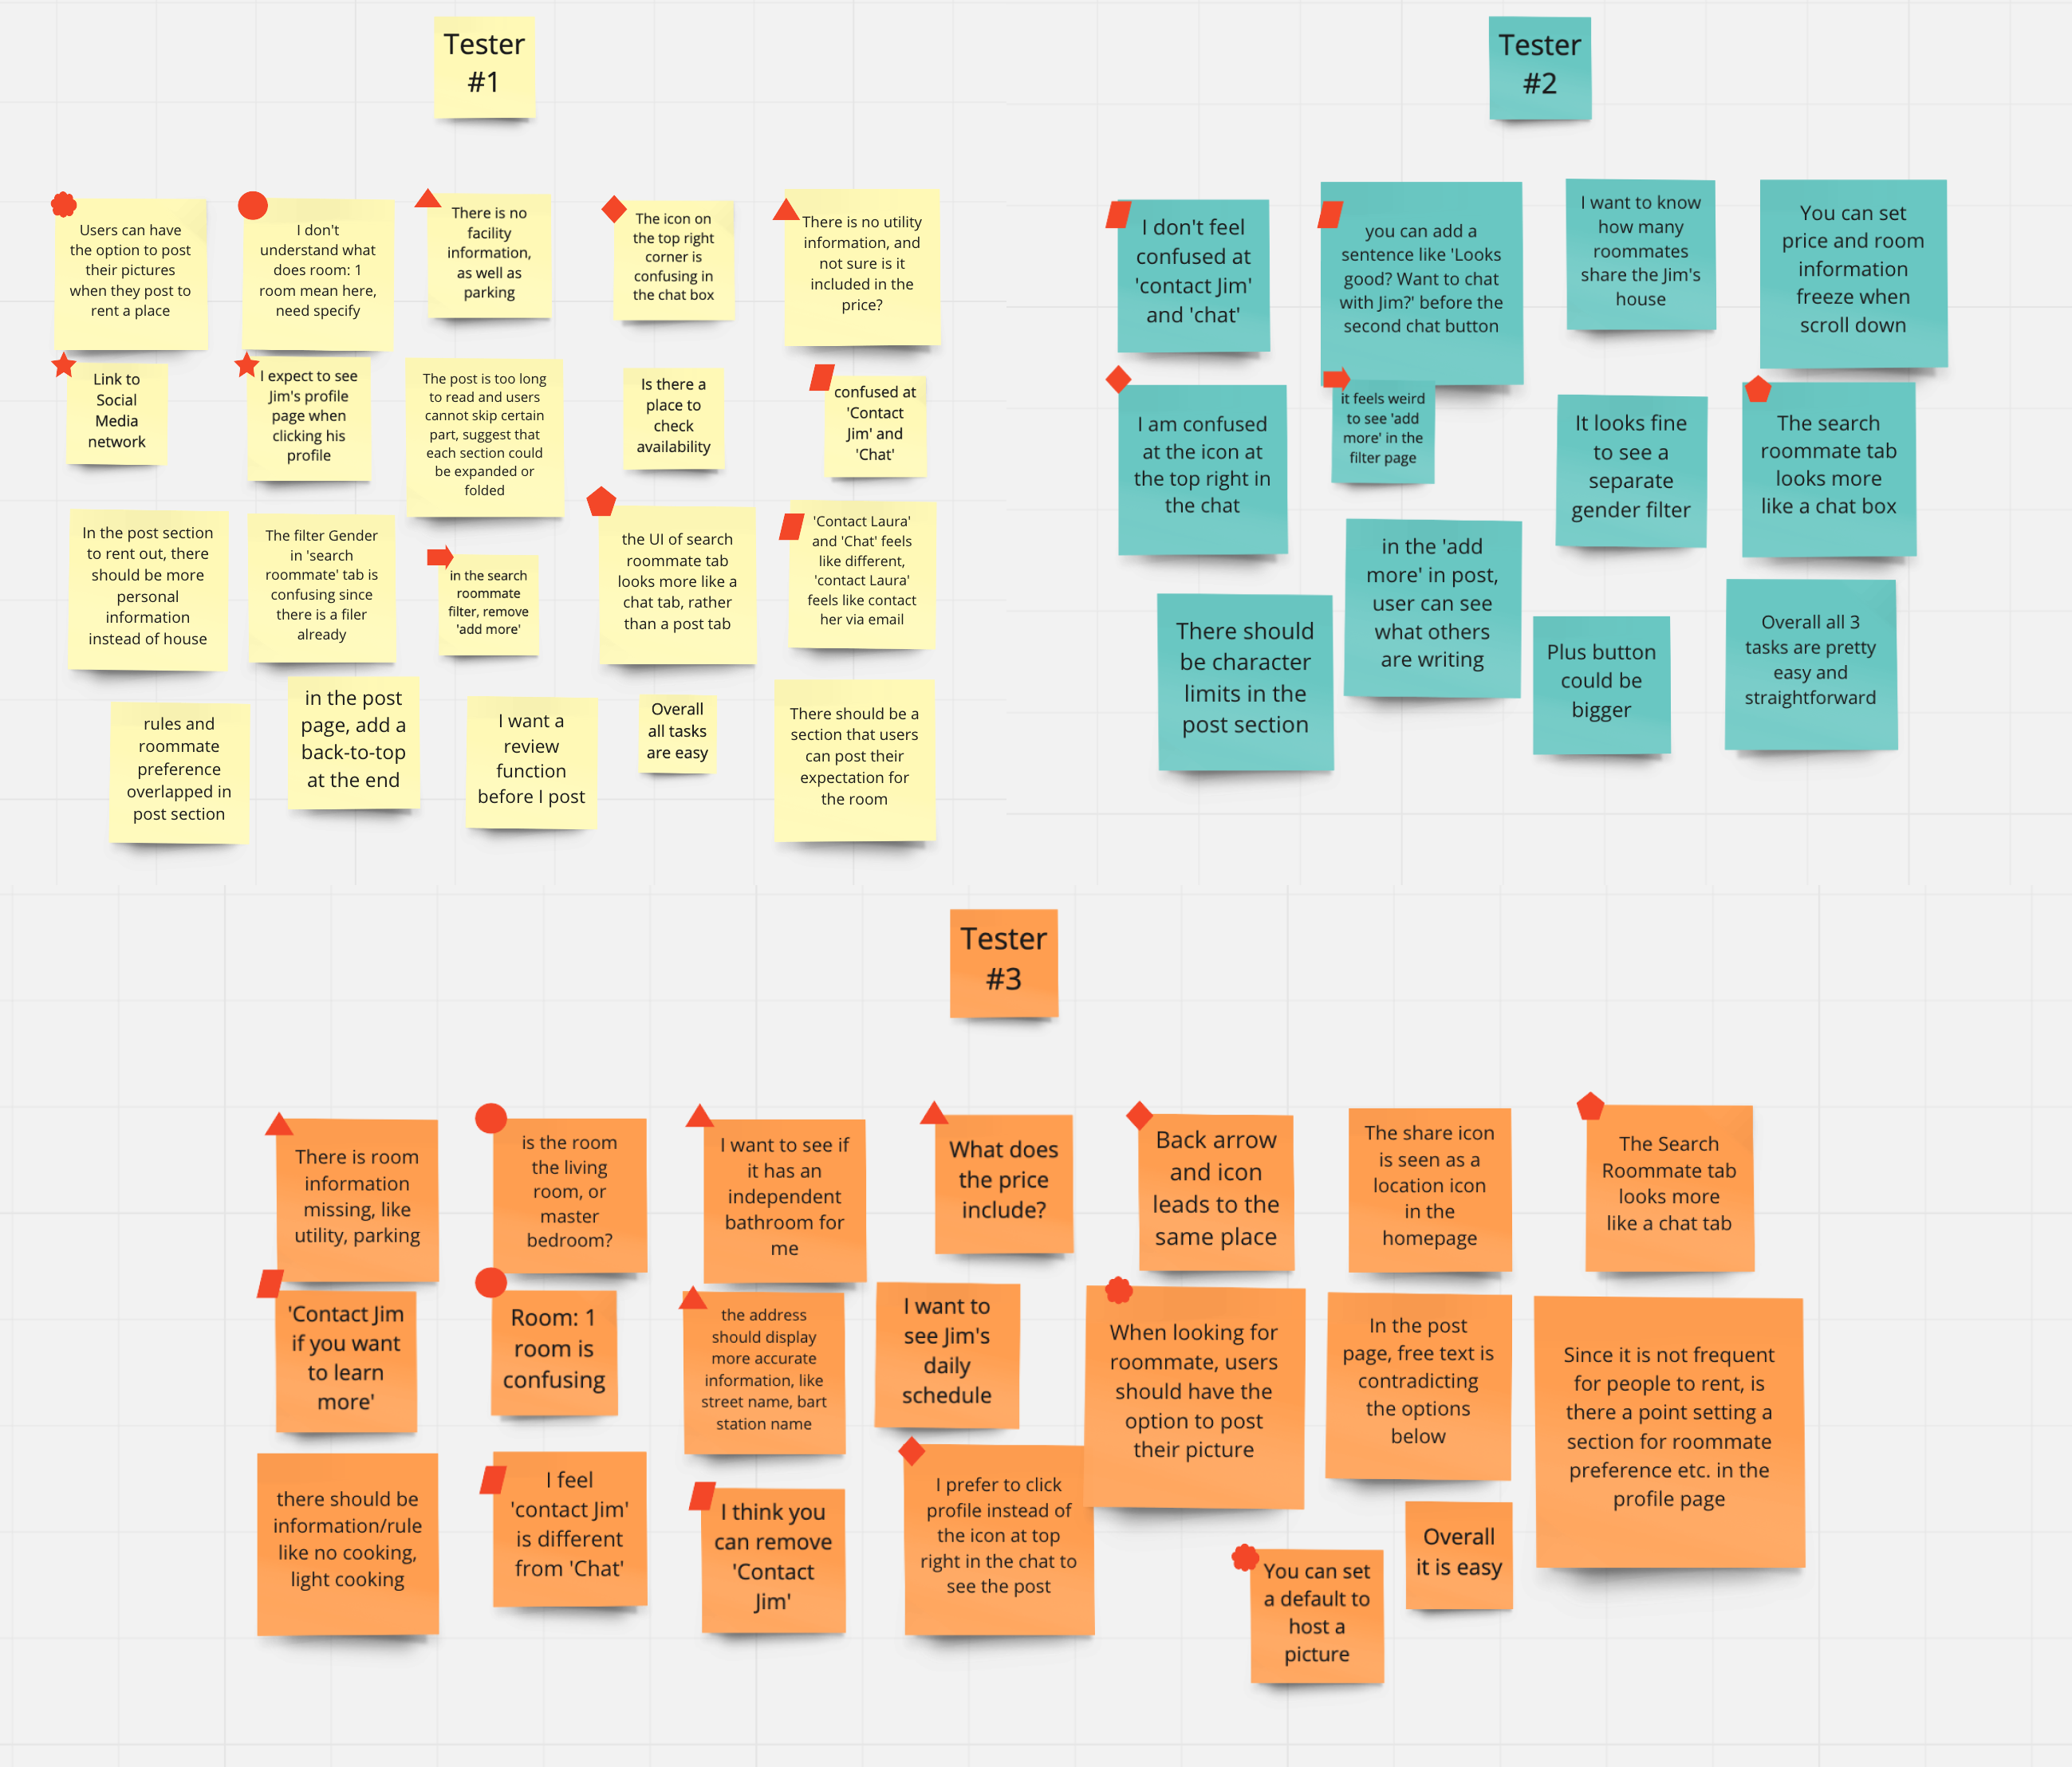 Tester
#1
Users can have
the option to post
their pictures
when they post to
rent a place
I don't
understand what
does room: 1
room mean here,
need specify
There is no
facility
information,
as well as
parking
The icon on
the top right
corner is
confusing in
the chat box
There is no utility
information, and
not sure is it
included in the
price?
Link to
Social
Media
network
I expect to see
Jim's profile
page when
clicking his
profile
The post is too long
to read and users
cannot skip certain
part, suggest that
each section could
be expanded or
folded
Is there a
place to
check
availability
confused at
'Contact
Jim' and
'Chat'
In the post section
to rent out, there
should be more
personal
information
instead of house
The filter Gender
in 'search
roommate' tab is
confusing since
there is a filer
already
in the search
roommate
filter, remove
'add more'
the UI of search
roommate tab
looks more like a
chat tab, rather
than a post tab
'Contact Laura'
and 'Chat' feels
like different,
'contact Laura'
feels like contact
her via email
rules and
roommate
preference
overlapped in
post section
in the post
page, add a
back-to-top
at the end
I want a
review
function
before I post
Overall
all tasks
are easy
There should be a
section that users
can post their
expectation for
the room
Tester
#2
I don't feel
confused at
'contact Jim'
and 'chat'
you can add a
sentence like 'Looks
good? Want to chat
with Jim?' before the
second chat button
I want to know
how many
roommates
share the Jim's
house
You can set
price and room
information
freeze when
scroll down
I am confused
at the icon at
the top right in
the chat
it feels weird
to see 'add
more' in the
filter page
It looks fine
to see a
separate
gender filter
The search
roommate tab
looks more
like a chat box
There should
be character
limits in the
post section
in the 'add
more' in post,
user can see
what others
are writing
Plus button
could be
bigger
Overall all 3
tasks are pretty
easy and
straightforward
Tester
#3
There is room
information
missing, like
utility, parking
is the room
the living
room, or
master
bedroom?
I want to see if
it has an
independent
bathroom for
me
What does
the price
include?
Back arrow
and icon
leads to the
same place
The share icon
is seen as a
location icon
in the
homepage
The Search
Roommate tab
looks more
like a chat tab
'Contact Jim
if you want
to learn
more'
Room: 1
room is
confusing
the address
should display
more accurate
information, like
street name, bart
station name
I want to
see Jim's
daily
schedule
When looking for
roommate, users
should have the
option to post
their picture
In the post
page, free text is
contradicting
the options
below
Since it is not frequent
for people to rent, is
there a point setting a
section for roommate
preference etc. in the
profile page
there should be
information/rule
like no cooking,
light cooking
I feel
'contact Jim'
is different
from 'Chat'
I think you
can remove
'Contact
Jim'
I prefer to click
profile instead of
the icon at top
right in the chat to
see the post
You can set
a default to
host a
picture
Overall
it is easy